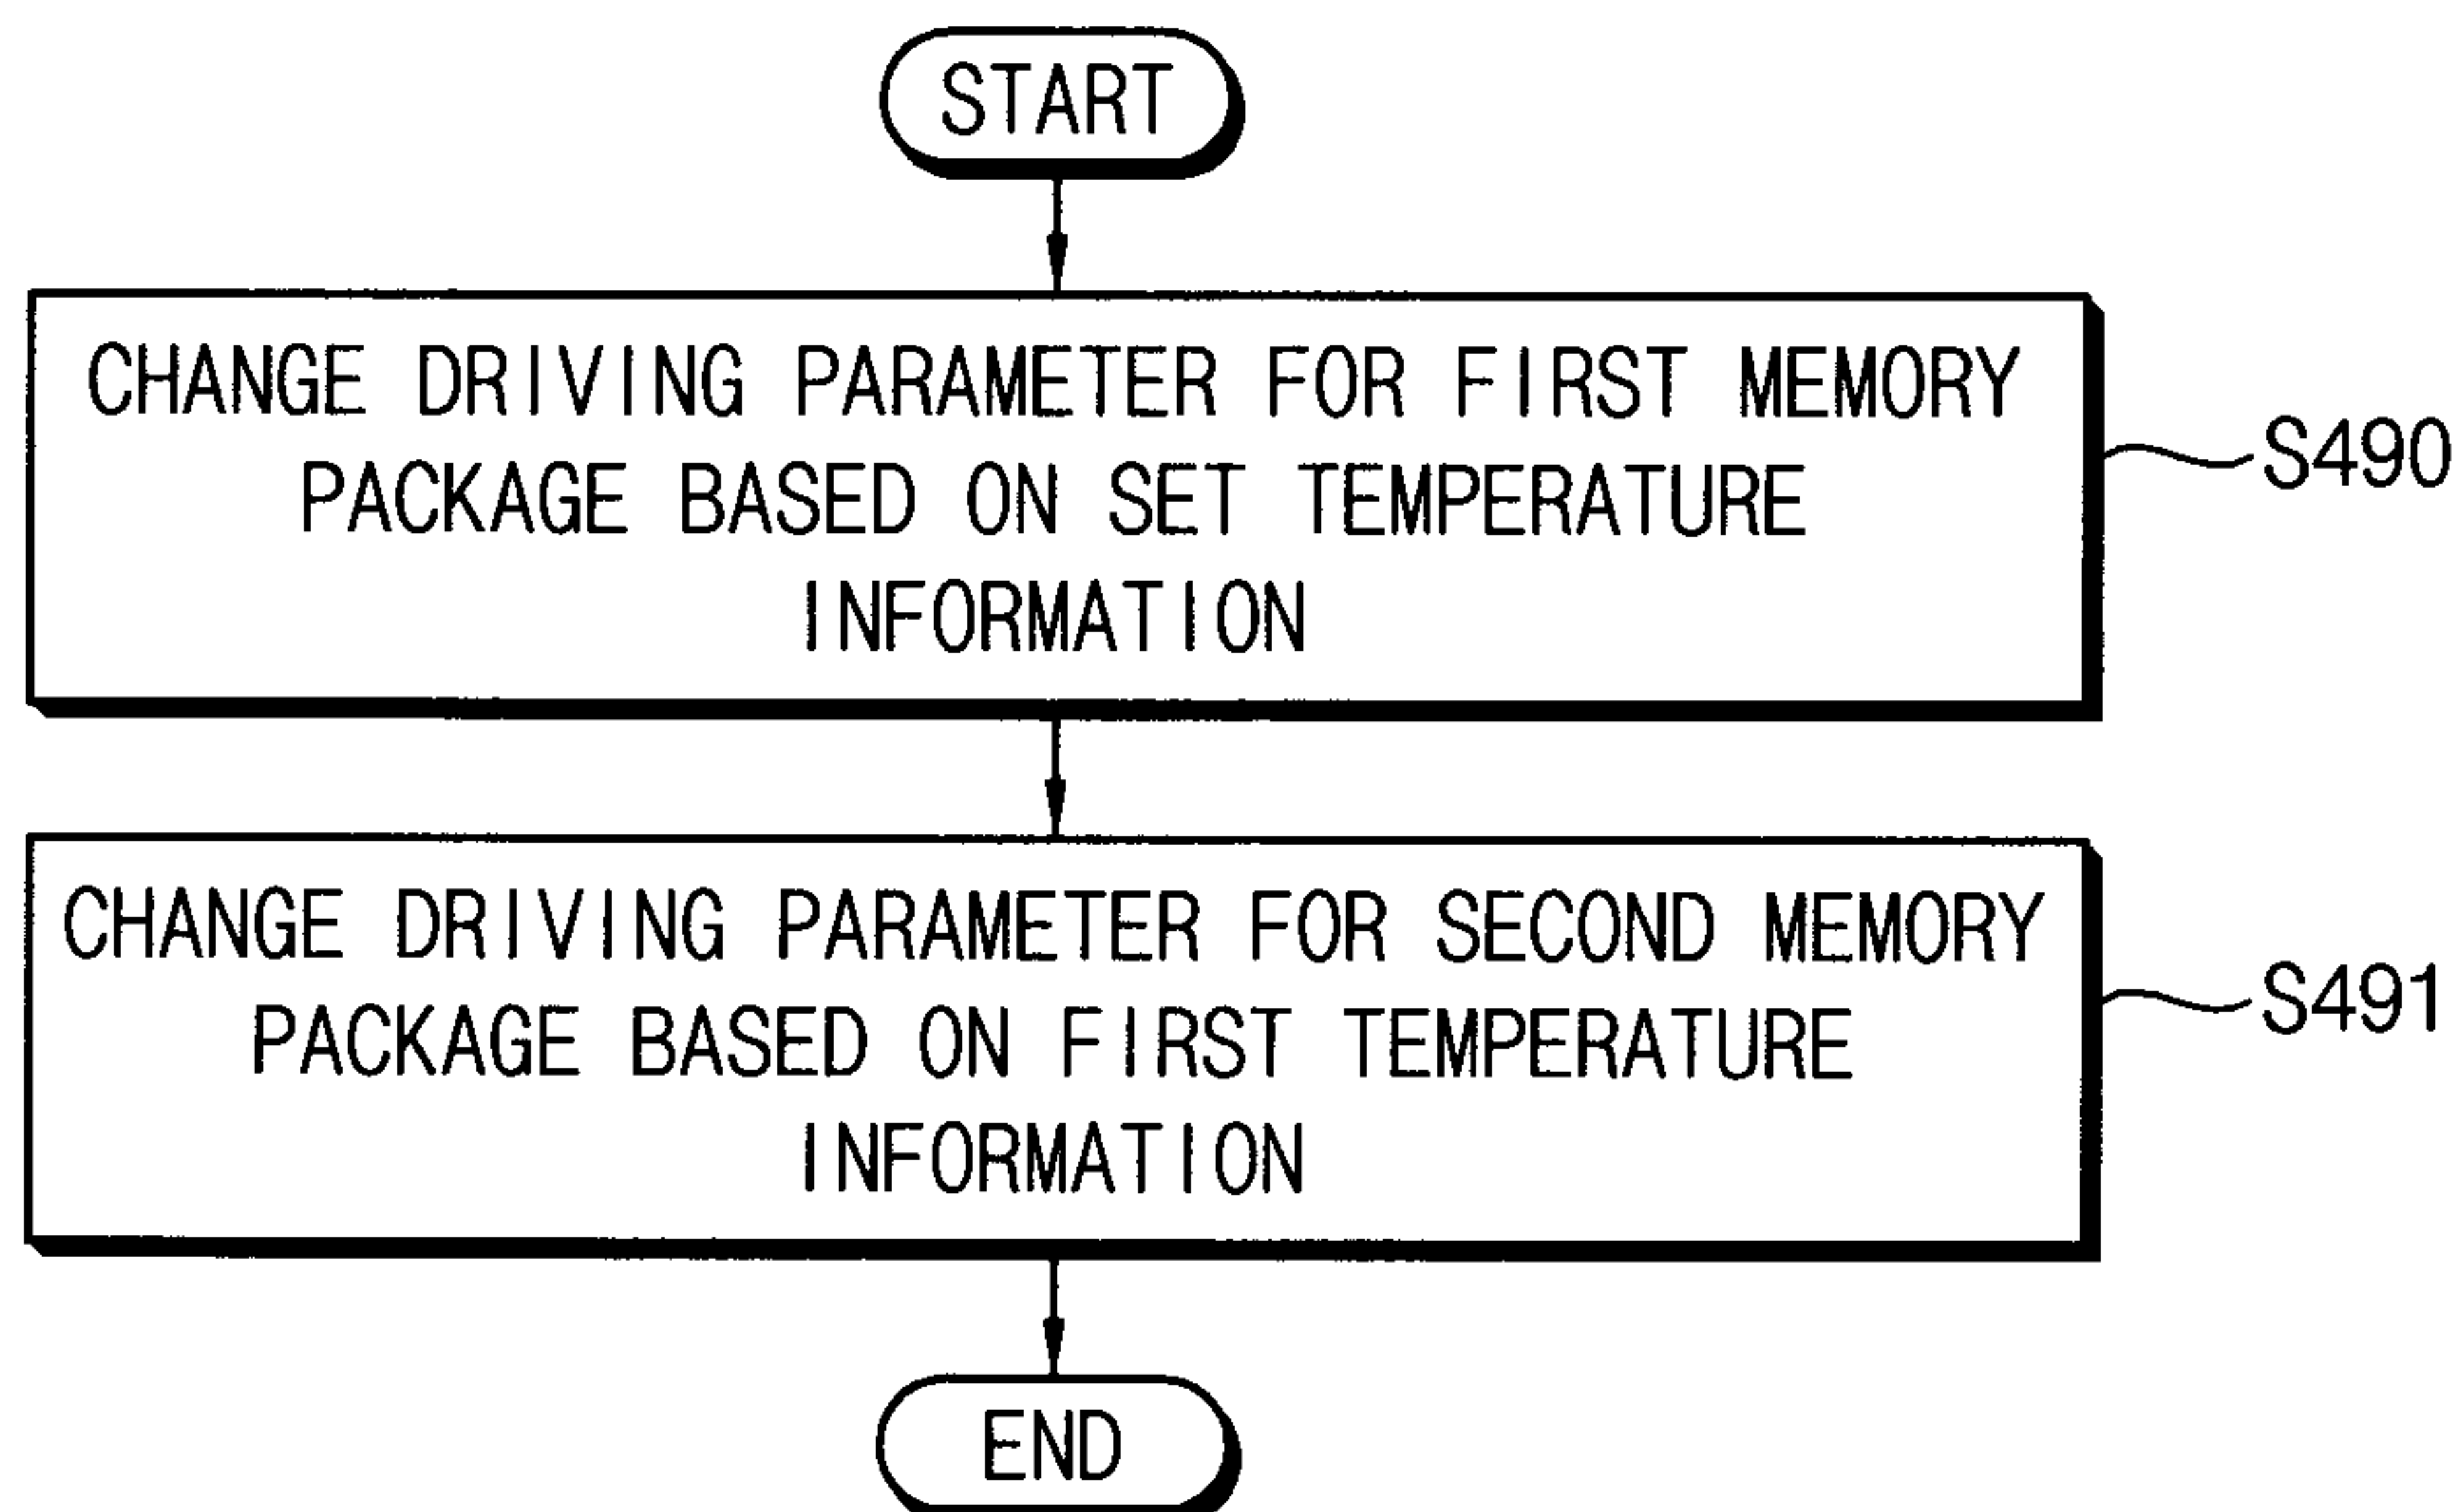 START
CHANGE DRIVING PARAMETER FOR FIRST MEMORY
PACKAGE BASED ON SET TEMPERATURE
INFORMATION
S490
CHANGE DRIVING PARAMETER FOR SECOND MEMORY
PACKAGE BASED ON FIRST TEMPERATURE
INFORMATION
S491
END